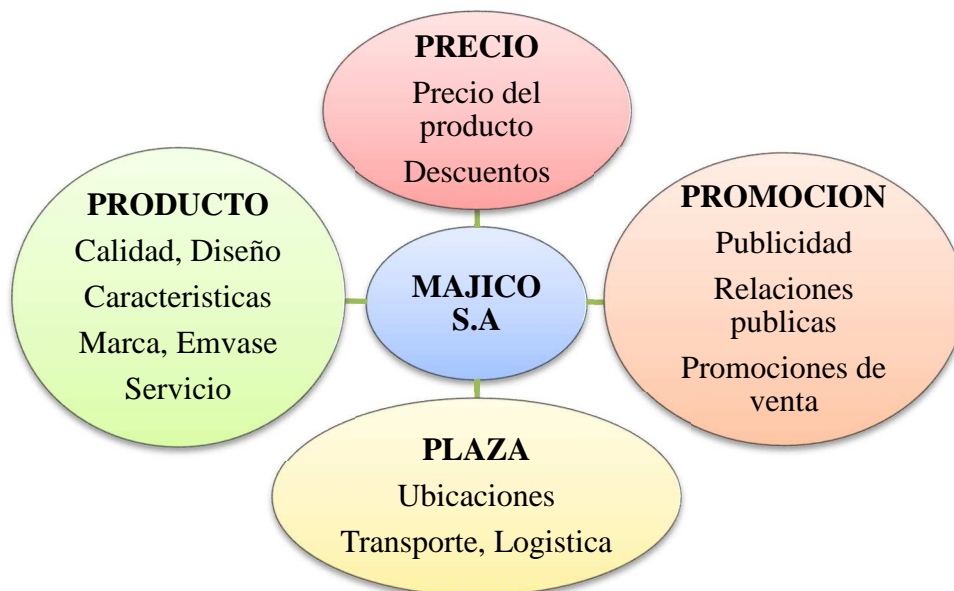 PRECIO
Precio del
producto
Descuentos
PRODUCTO
Calidad, Diseño
Caracteristicas
Marca, Emvase
Servicio
MAJICO
S.A
PROMOCION
Publicidad
Relaciones
publicas
Promociones de
venta
PLAZA
Ubicaciones
Transporte, Logistica